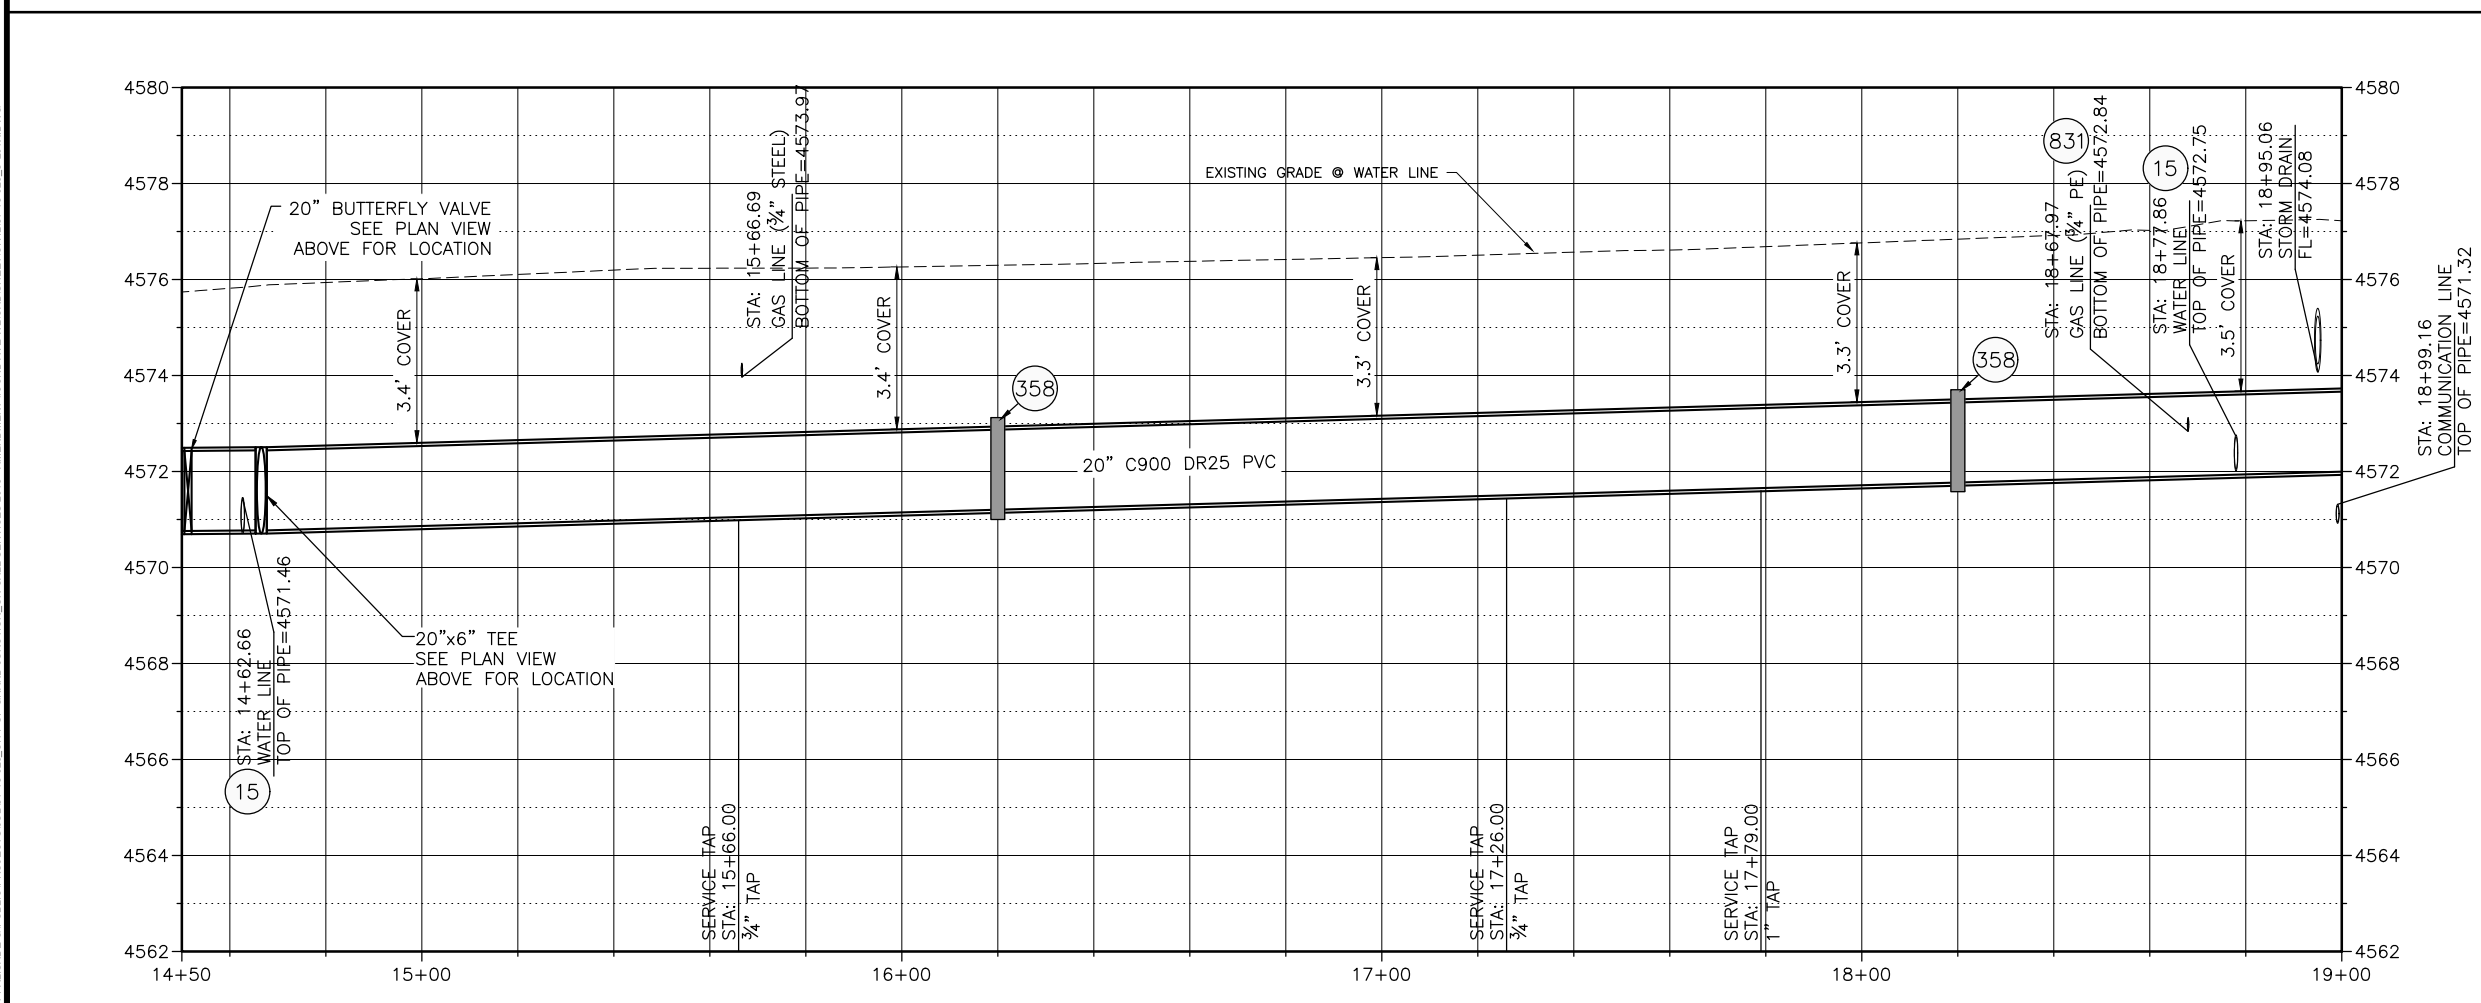 4580
4578
4576
4574
4572
4570
4568
4566
4564
4562
20” BUTTERFLY VALVE
SEE PLAN VIEW
ABOVE FOR LOCATION
3.4' COVER
STA: 15+66.69
GAS LINE (¾” STEEL)
BOTTOM OF PIPE=4573.97
3.4' COVER
358
EXISTING GRADE @ WATER LINE
3.3' COVER
20” C900 DR25 PVC
3.3' COVER
358
831
STA: 18+67.97
GAS LINE (¾” PE)
BOTTOM OF PIPE=4572.84
15
STA: 18+77.86
WATER LINE
TOP OF PIPE=4572.75
3.5' COVER
STA: 18+95.06
STORM DRAIN
FL=4574.08
STA: 18+99.16
COMMUNICATION LINE
TOP OF PIPE=4571.32
15
STA: 14+62.66
WATER LINE
TOP OF PIPE=4571.46
20”x6” TEE
SEE PLAN VIEW
ABOVE FOR LOCATION
SERVICE TAP
STA: 15+66.00
¾” TAP
SERVICE TAP
STA: 17+26.00
¾” TAP
SERVICE TAP
STA: 17+79.00
1” TAP
4580
4578
4576
4574
4572
4570
4568
4566
4564
4562
14+50
15+00
16+00
17+00
18+00
19+00